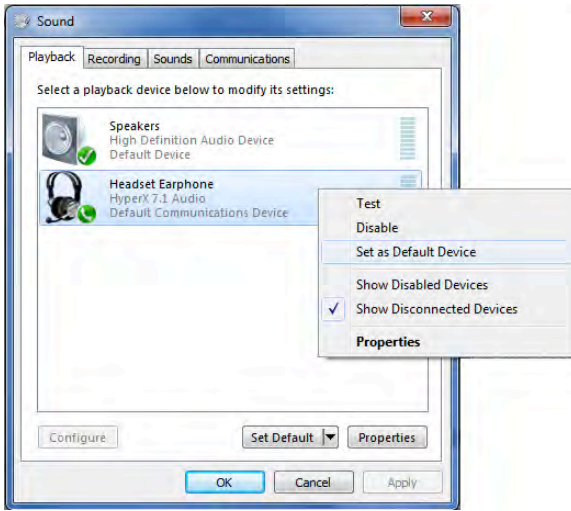 Sound
Playback Recording Sounds Communications
Select a playback device below to modify its settings:
Speakers
High Definition Audio Device
Default Device
Headset Earphone
HyperX 7.1 Audio
Default Communications Device
Test
Disable
Set as Default Device
Show Disabled Devices
Show Disconnected Devices
Properties
Configure Set Default Properties
OK Cancel Apply